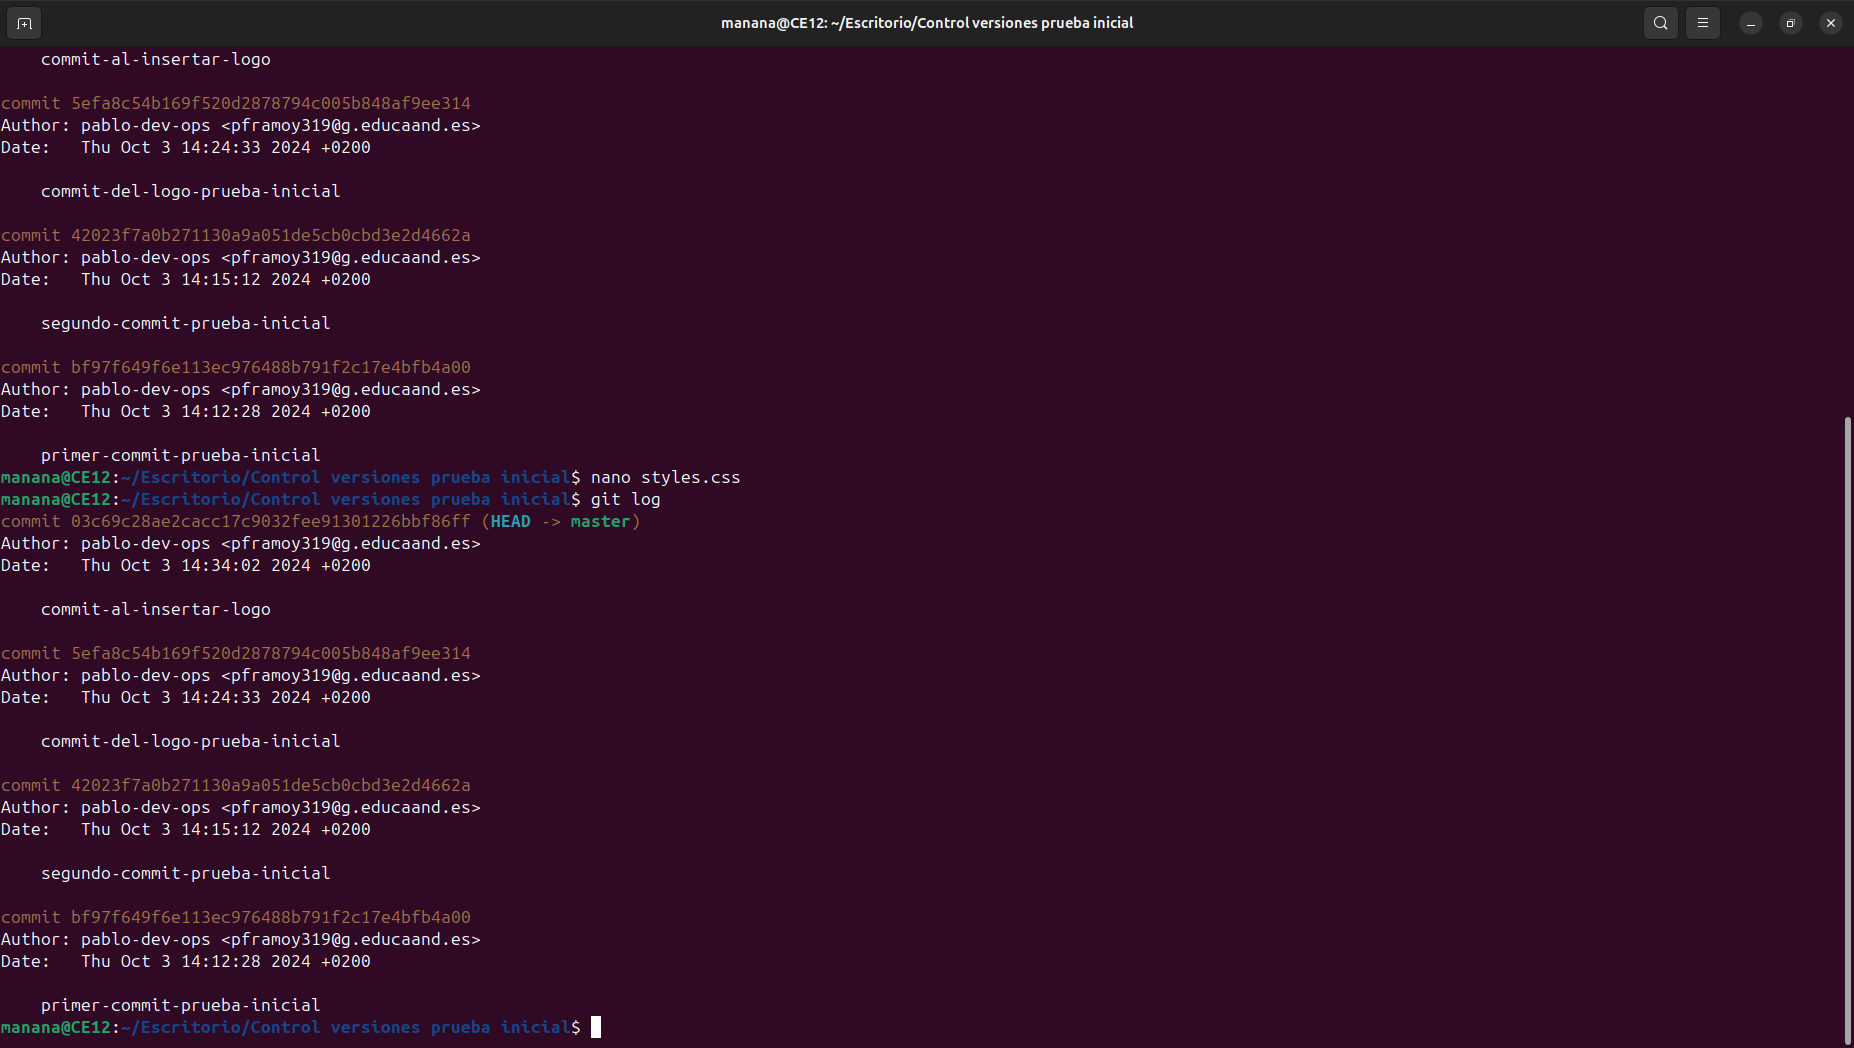 manana@CE12: ~/Escritorio/Control versiones prueba inicial
commit-al-insertar-logo
commit 5efa8c54b169f520d2878794c005b848af9ee314
Author: pablo-dev-ops <pframoy319@g.educaand.es>
Date:   Thu Oct 3 14:24:33 2024 +0200
commit-del-logo-prueba-inicial
commit 42023f7a0b271130a9a051de5cb0cbd3e2d4662a
Author: pablo-dev-ops <pframoy319@g.educaand.es>
Date:   Thu Oct 3 14:15:12 2024 +0200
segundo-commit-prueba-inicial
commit bf97f649f6e113ec976488b791f2c17e4bfb4a00
Author: pablo-dev-ops <pframoy319@g.educaand.es>
Date:   Thu Oct 3 14:12:28 2024 +0200
primer-commit-prueba-inicial
manana@CE12:~/Escritorio/Control versiones prueba inicial$ nano styles.css
manana@CE12:~/Escritorio/Control versiones prueba inicial$ git log
commit 03c69c28ae2cacc17c9032fee91301226bbf86ff (HEAD -> master)
Author: pablo-dev-ops <pframoy319@g.educaand.es>
Date:   Thu Oct 3 14:34:02 2024 +0200
commit-al-insertar-logo
commit 5efa8c54b169f520d2878794c005b848af9ee314
Author: pablo-dev-ops <pframoy319@g.educaand.es>
Date:   Thu Oct 3 14:24:33 2024 +0200
commit-del-logo-prueba-inicial
commit 42023f7a0b271130a9a051de5cb0cbd3e2d4662a
Author: pablo-dev-ops <pframoy319@g.educaand.es>
Date:   Thu Oct 3 14:15:12 2024 +0200
segundo-commit-prueba-inicial
commit bf97f649f6e113ec976488b791f2c17e4bfb4a00
Author: pablo-dev-ops <pframoy319@g.educaand.es>
Date:   Thu Oct 3 14:12:28 2024 +0200
primer-commit-prueba-inicial
manana@CE12:~/Escritorio/Control versiones prueba inicial$